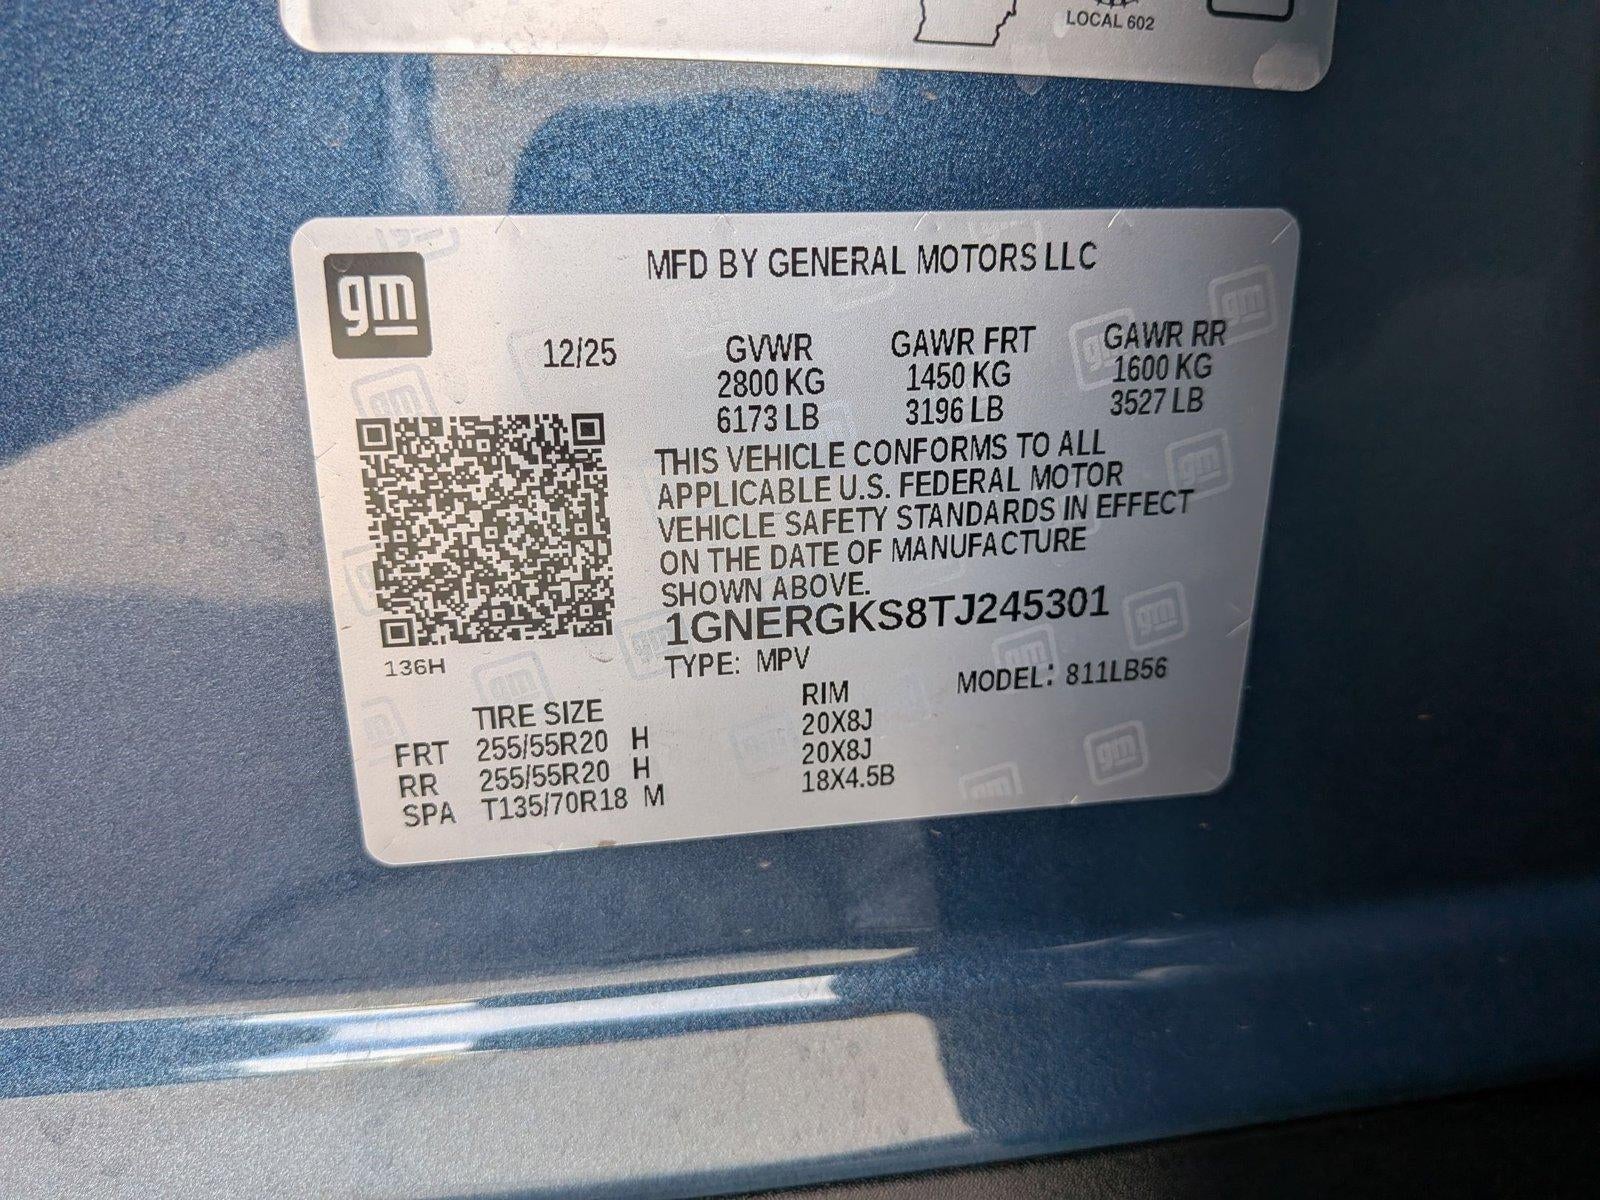 LOCAL 602
gm
MFD BY GENERAL MOTORS LLC
12/25 GVWR GAWR FRT GAWR RR
2800 KG 1450 KG 1600 KG
6173 LB 3196 LB 3527 LB
THIS VEHICLE CONFORMS TO ALL
APPLICABLE U.S. FEDERAL MOTOR
VEHICLE SAFETY STANDARDS IN EFFECT
ON THE DATE OF MANUFACTURE
SHOWN ABOVE.
1GNERGKS8TJ245301
136H
TYPE: MPV MODEL: 811LB56
TIRE SIZE RIM
FRT 255/55R20 H 20X8J
RR 255/55R20 H 20X8J
SPA T135/70R18 M 18X4.5B